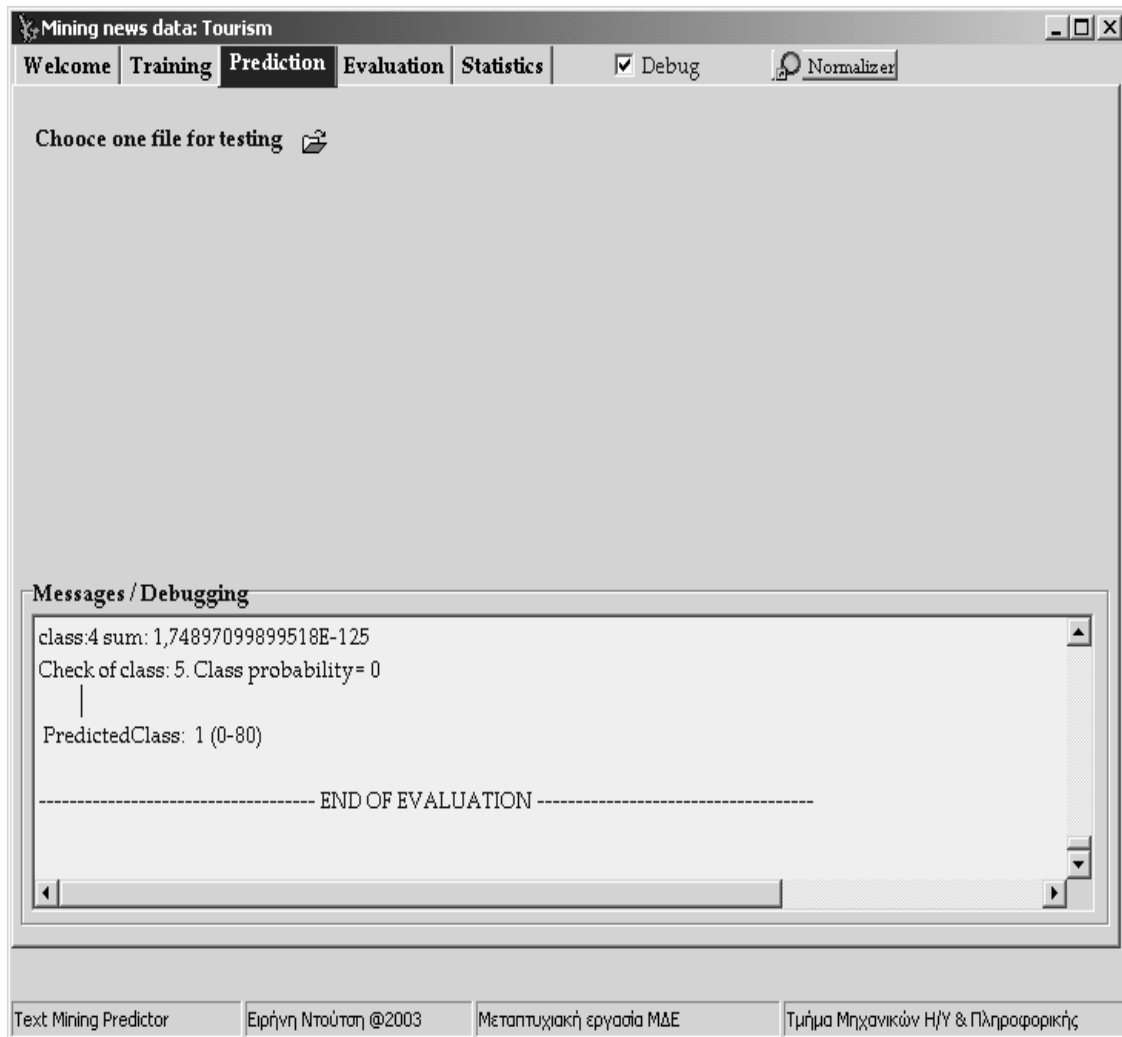 Mining news data: Tourism
Welcome Training Prediction Evaluation Statistics Debug Normalizer
Chooce one file for testing
Messages / Debugging
class:4 sum: 1,74897099899518E-125
Check of class: 5. Class probability= 0
PredictedClass: 1 (0-80)
------------------------------------ END OF EVALUATION ------------------------------------
Text Mining Predictor Ειρήνη Ντούτση @2003 Μεταπτυχιακή εργασία ΜΔΕ Τμήμα Μηχανικών Η/Υ & Πληροφορικής